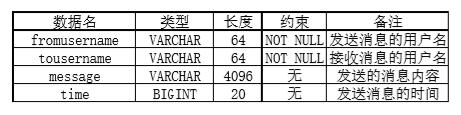 数据名 类型 长度 约束 备注
fromusername VARCHAR 64 NOT NULL 发送消息的用户名
tousername VARCHAR 64 NOT NULL 接收消息的用户名
message VARCHAR 4096 无 发送的消息内容
time BIGINT 20 无 发送消息的时间